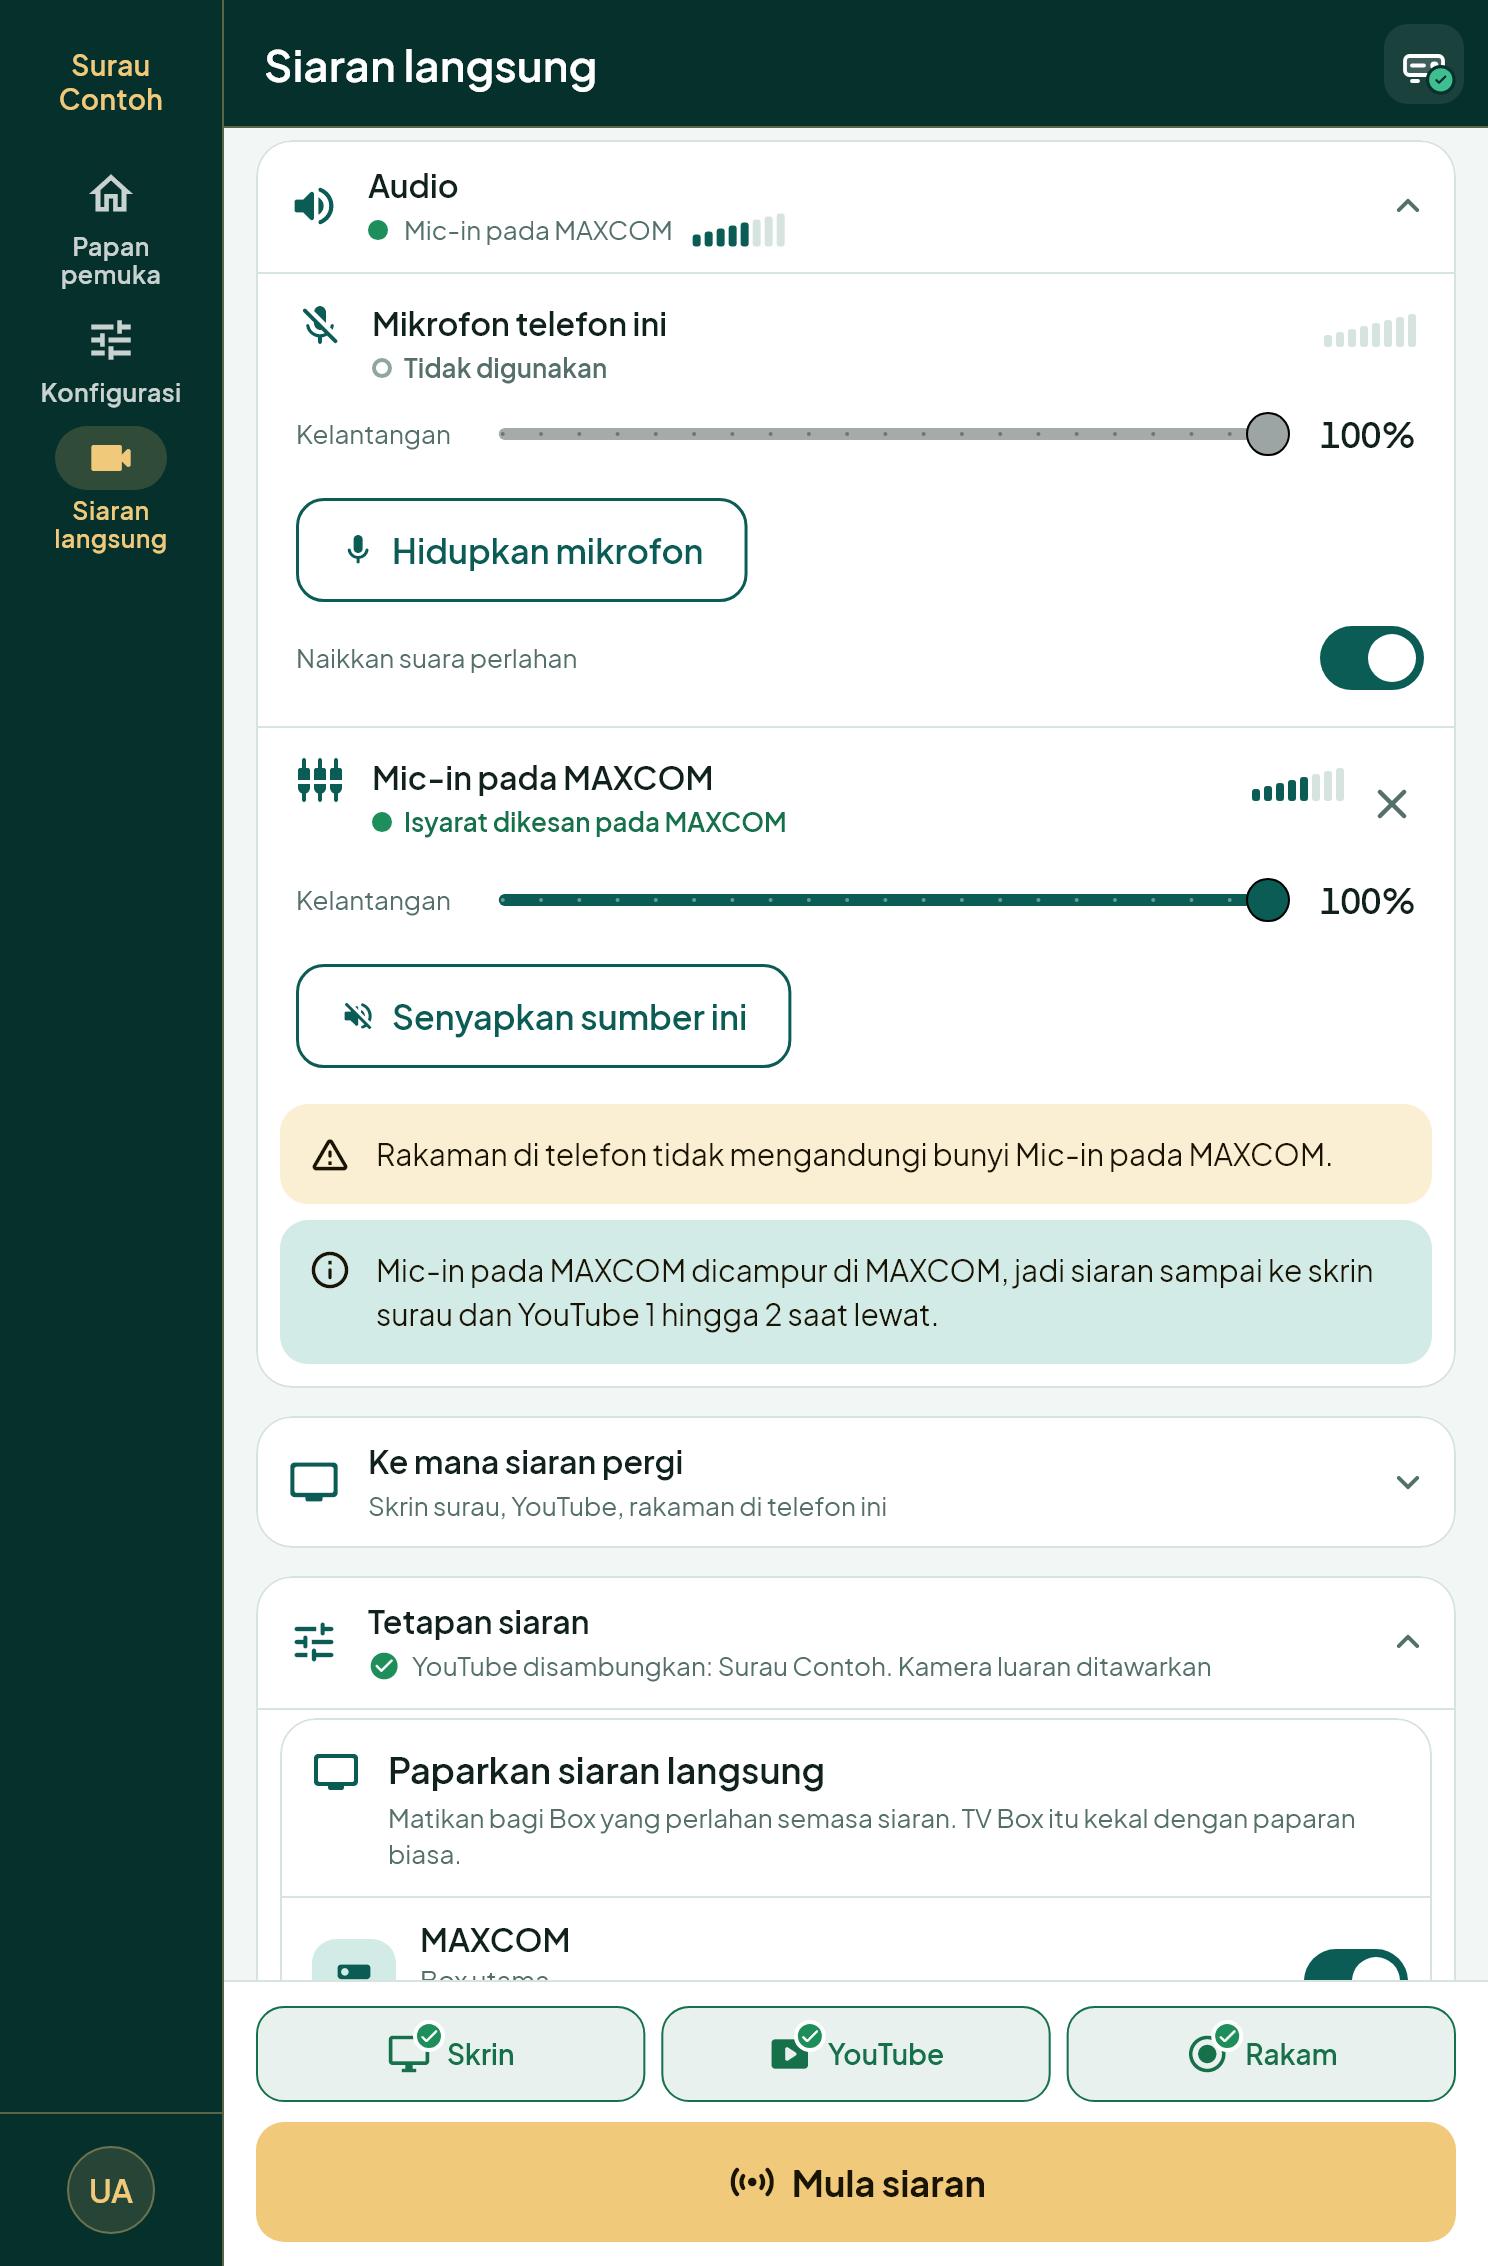 Surau
Contoh
Papan
pemuka
Konfigurasi
Siaran
langsung
UA
Siaran langsung
Audio
Mic-in pada MAXCOM
Mikrofon telefon ini
Tidak digunakan
Kelantangan
100%
Hidupkan mikrofon
Naikkan suara perlahan
Mic-in pada MAXCOM
Isyarat dikesan pada MAXCOM
Kelantangan
100%
Senyapkan sumber ini
Rakaman di telefon tidak mengandungi bunyi Mic-in pada MAXCOM.
Mic-in pada MAXCOM dicampur di MAXCOM, jadi siaran sampai ke skrin
surau dan YouTube 1 hingga 2 saat lewat.
Ke mana siaran pergi
Skrin surau, YouTube, rakaman di telefon ini
Tetapan siaran
YouTube disambungkan: Surau Contoh. Kamera luaran ditawarkan
Paparkan siaran langsung
Matikan bagi Box yang perlahan semasa siaran. TV Box itu kekal dengan paparan
biasa.
MAXCOM
Box utama
Skrin
YouTube
Rakam
Mula siaran